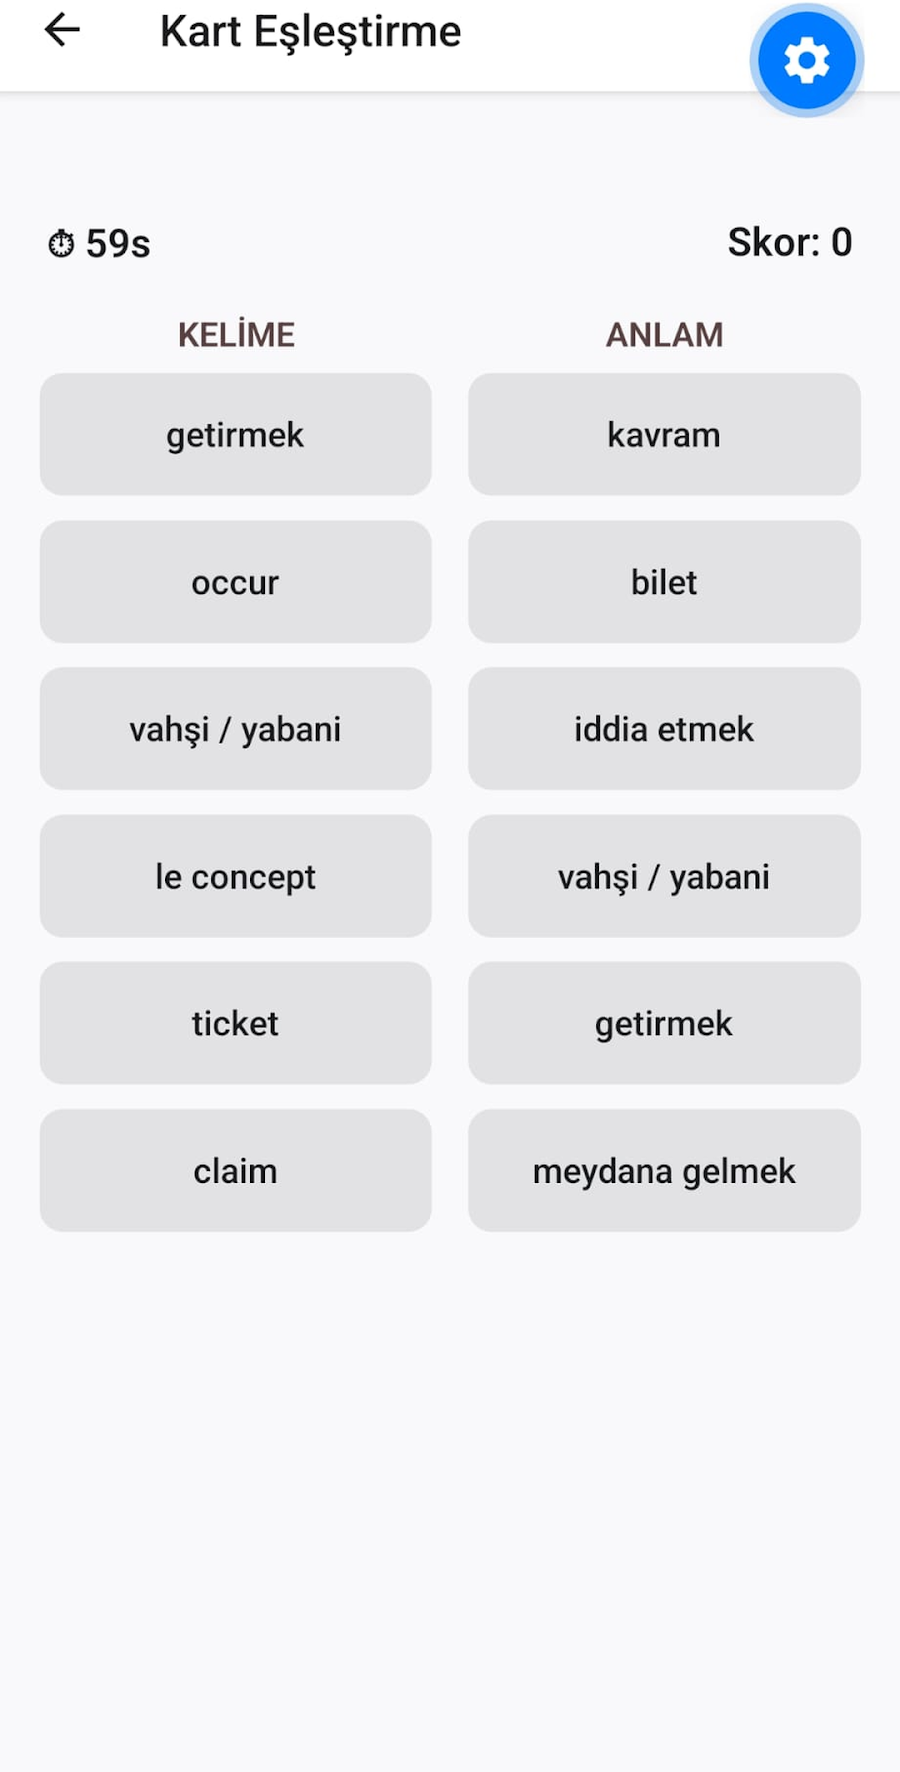 Kart Eşleştirme
59s
Skor: 0
KELİME
ANLAM
getirmek
kavram
occur
bilet
vahşi / yabani
iddia etmek
le concept
vahşi / yabani
ticket
getirmek
claim
meydana gelmek